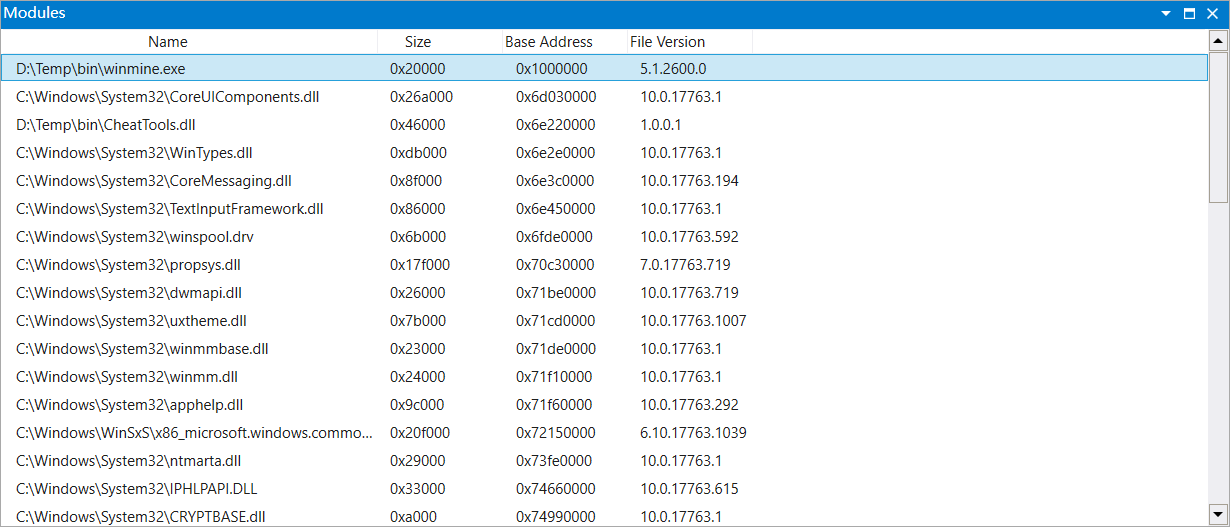 Modules
Name Size Base Address File Version
D:\Temp\bin\winmine.exe 0x20000 0x1000000 5.1.2600.0
C:\Windows\System32\CoreUIComponents.dll 0x26a000 0x6d030000 10.0.17763.1
D:\Temp\bin\CheatTools.dll 0x46000 0x6e220000 1.0.0.1
C:\Windows\System32\WinTypes.dll 0xdb000 0x6e2e0000 10.0.17763.1
C:\Windows\System32\CoreMessaging.dll 0x8f000 0x6e3c0000 10.0.17763.194
C:\Windows\System32\TextInputFramework.dll 0x86000 0x6e450000 10.0.17763.1
C:\Windows\System32\winspool.drv 0x6b000 0x6fde0000 10.0.17763.592
C:\Windows\System32\propsys.dll 0x17f000 0x70c30000 7.0.17763.719
C:\Windows\System32\dwmapi.dll 0x26000 0x71be0000 10.0.17763.719
C:\Windows\System32\uxtheme.dll 0x7b000 0x71cd0000 10.0.17763.1007
C:\Windows\System32\winmmbase.dll 0x23000 0x71de0000 10.0.17763.1
C:\Windows\System32\winmm.dll 0x24000 0x71f10000 10.0.17763.1
C:\Windows\System32\apphelp.dll 0x9c000 0x71f60000 10.0.17763.292
C:\Windows\WinSxS\x86_microsoft.windows.commo... 0x20f000 0x72150000 6.10.17763.1039
C:\Windows\System32\ntmarta.dll 0x29000 0x73fe0000 10.0.17763.1
C:\Windows\System32\IPHLPAPI.DLL 0x33000 0x74660000 10.0.17763.615
C:\Windows\System32\CRYPTBASE.dll 0xa000 0x74990000 10.0.17763.1